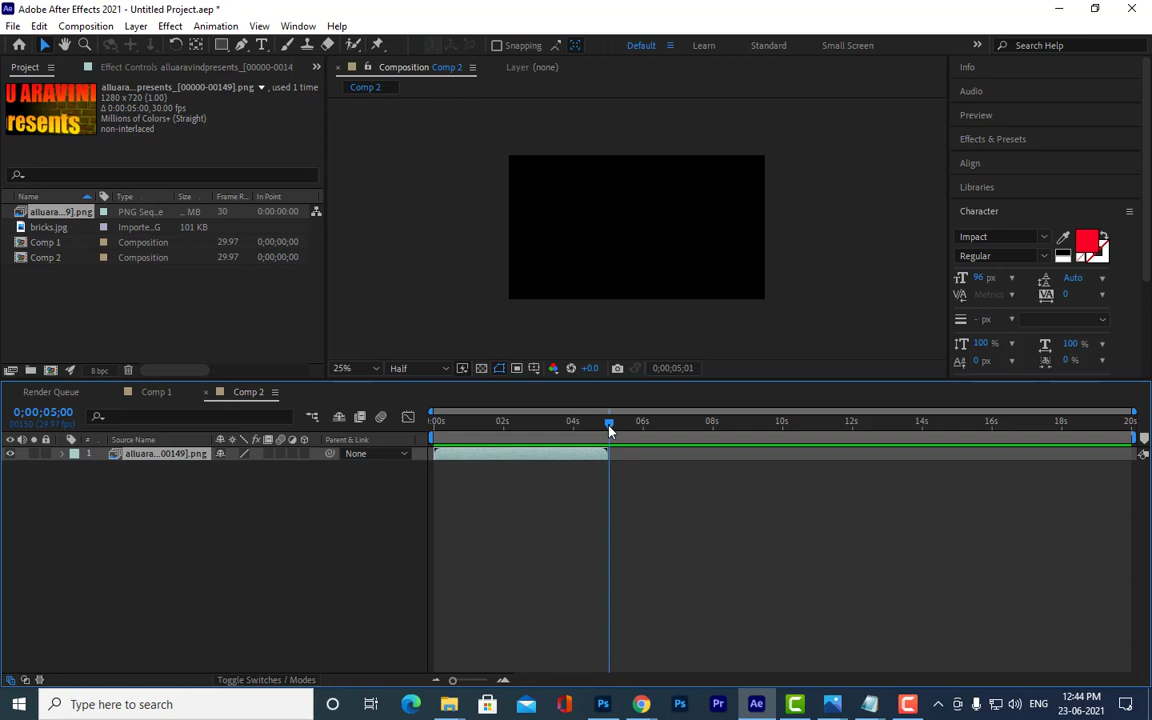 Adobe After Effects 2021 - Untitled Project.aep *
File Edit Composition Layer Effect Animation View Window Help
Snapping Default Learn Standard Small Screen Search Help
Project Effect Controls alluaravindpresents_[00000-0014
Composition Comp 2 Layer (none)
Comp 2
U ARAVIN
resents
alluara...presents_[00000-00149].png , used 1 time
1280 x 720 (1.00)
Δ 0:00:05:00, 30.00 fps
Millions of Colors+ (Straight)
non-interlaced
Name Type Size Frame R... In Point
alluara...9].png PNG Seq...e ... MB 30 0:00:00:00
bricks.jpg Importe...G 101 KB
Comp 1 Composition 29.97 0;00;00;00
Comp 2 Composition 29.97 0;00;00;00
8 bpc
25% Half +0.0 0;00;05;01
Info
Audio
Preview
Effects & Presets
Align
Libraries
Character
Impact
Regular
96 px Auto
Metrics 0
- px
100 % 100 %
0 px 0 %
Render Queue Comp 1 Comp 2
0;00;05;00
00150 (29.97 fps)
:00s 02s 04s 06s 08s 10s 12s 14s 16s 18s 20s
# Source Name Parent & Link
1 alluara...00149].png None
Toggle Switches / Modes
Type here to search
ENG
12:44 PM
23-06-2021